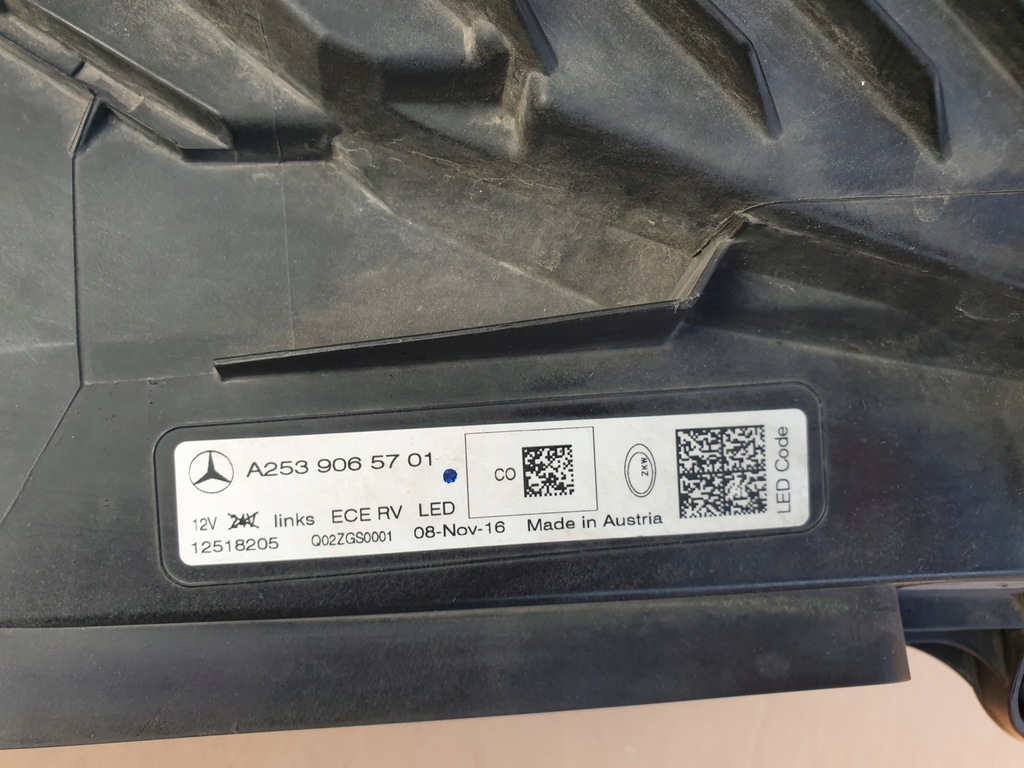 A253 906 57 01
CO
ZKW
LED Code
12V 24V links ECE RV LED
12518205 Q02ZGS0001 08-Nov-16 Made in Austria